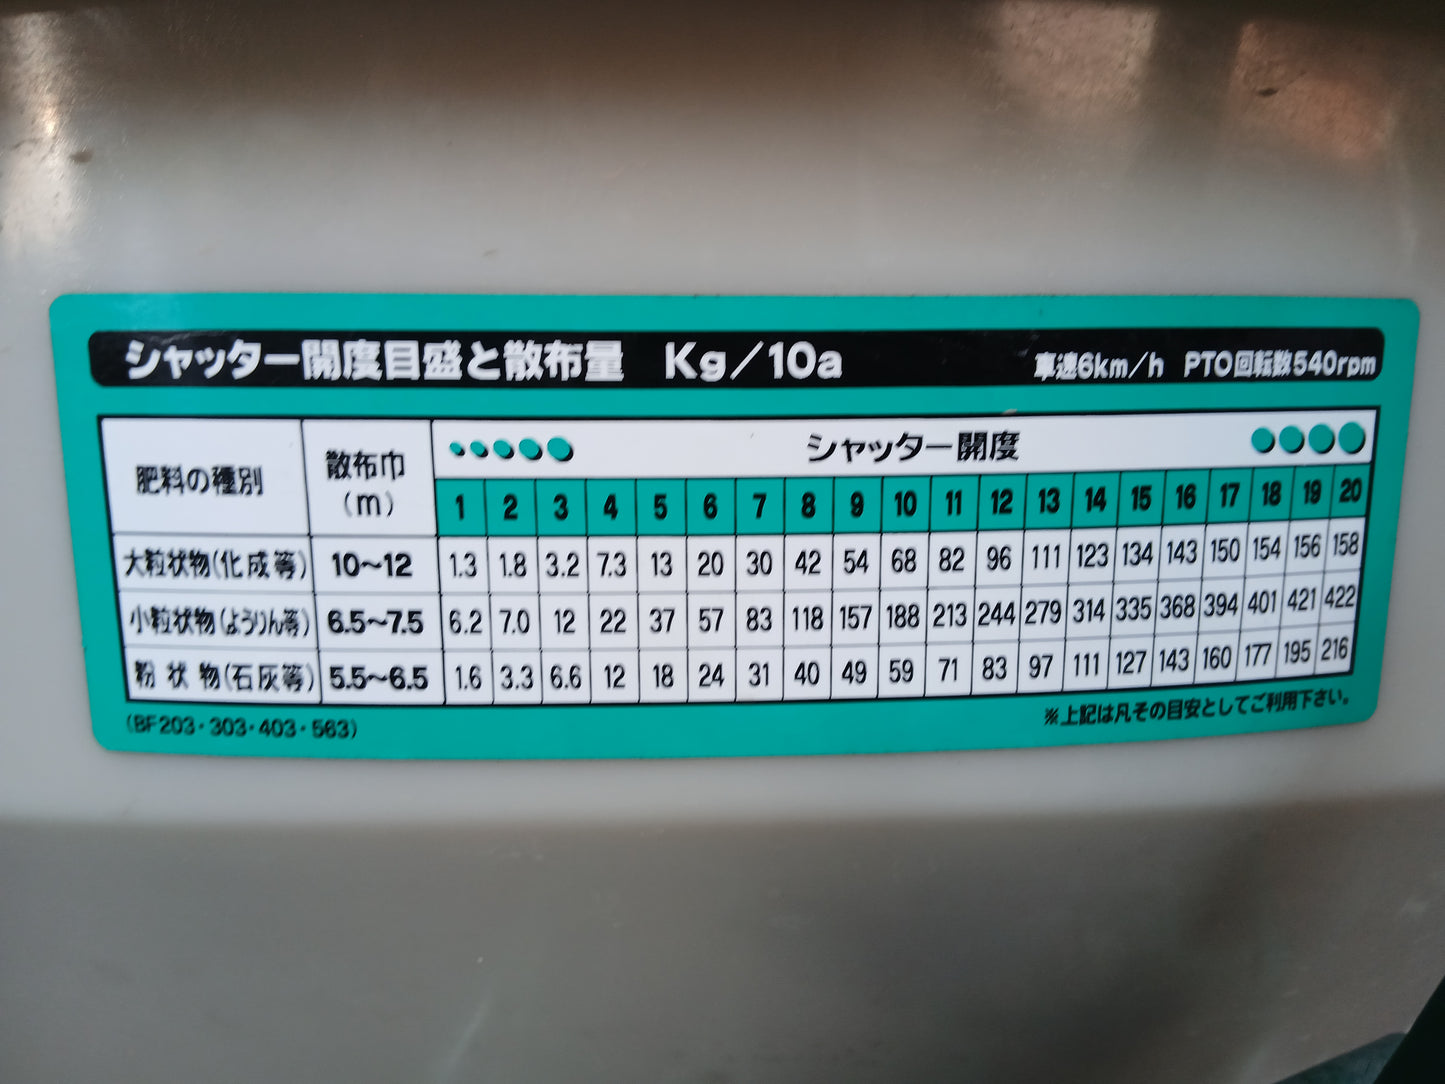 シャッター開度目盛と散布量 Kg/10a 車速6km/h PTO回転数540rpm
肥料の種別 散布巾(m) シャッター開度
1 2 3 4 5 6 7 8 9 10 11 12 13 14 15 16 17 18 19 20
大粒状物(化成等) 10〜12 1.3 1.8 3.2 7.3 13 20 30 42 54 68 82 96 111 123 134 143 150 154 156 158
小粒状物(ようりん等) 6.5〜7.5 6.2 7.0 12 22 37 57 83 118 157 188 213 244 279 314 335 368 394 401 421 422
粉状物(石灰等) 5.5〜6.5 1.6 3.3 6.6 12 18 24 31 40 49 59 71 83 97 111 127 143 160 177 195 216
(BF203・303・403・563) ※上記は凡その目安としてご利用下さい。